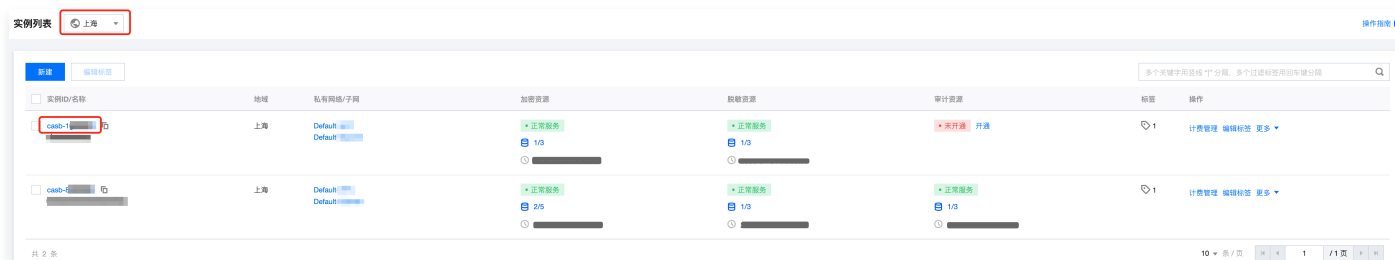 实例列表 上海 操作指南
新建 编辑标签 多个关键字用竖线 "|" 分隔，多个过滤标签用回车键分隔
实例ID/名称 地域 私有网络/子网 加密资源 脱敏资源 审计资源 标签 操作
casb-1 上海 Default 正常服务 正常服务 未开通 开通 1 计费管理 编辑标签 更多
Default 1/3 1/3
casb- 上海 Default 正常服务 正常服务 正常服务 1 计费管理 编辑标签 更多
Default 2/5 1/3 1/3
共 2 条 10 条 / 页 1 / 1 页